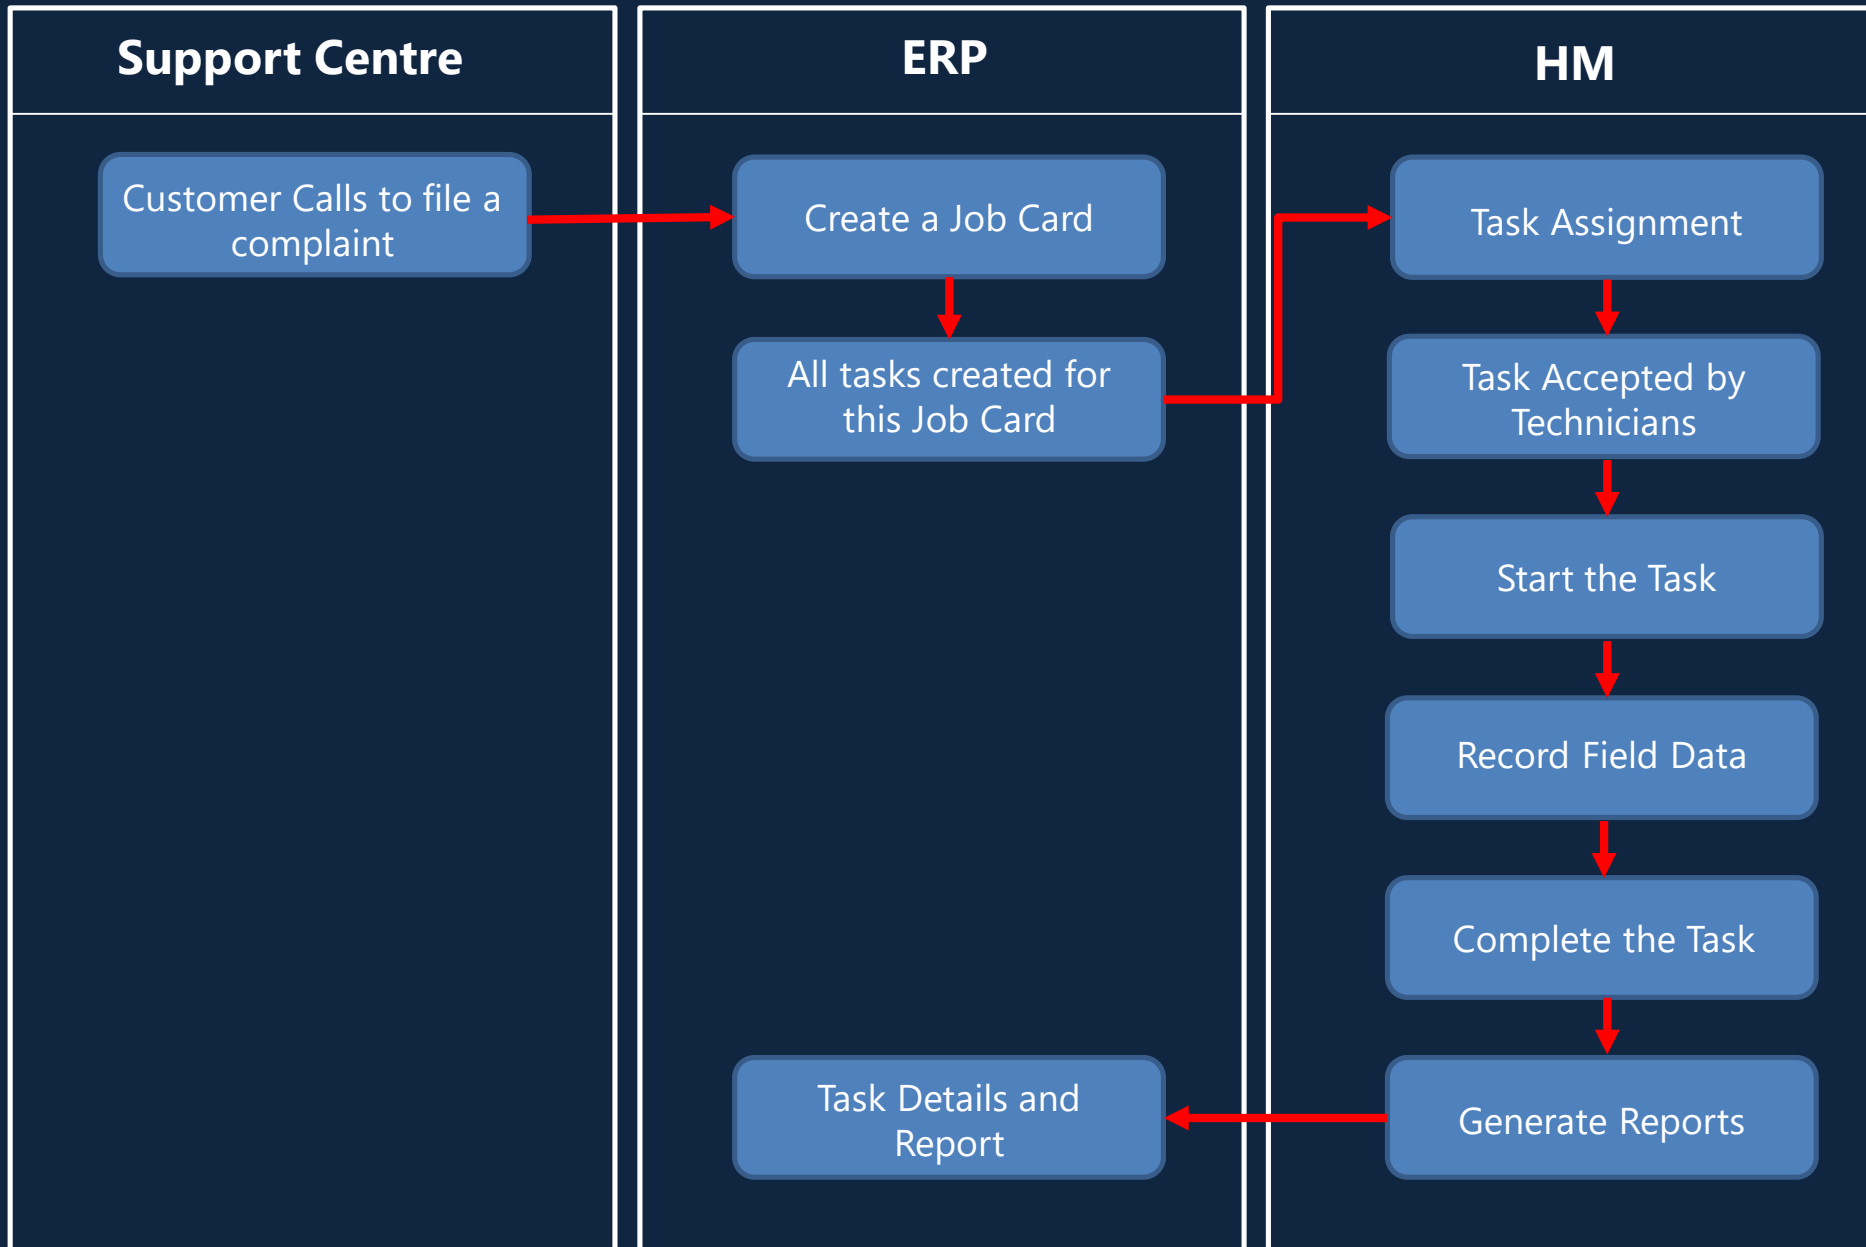 Support Centre
ERP
HM
Customer Calls to file a
complaint
Create a Job Card
All tasks created for
this Job Card
Task Assignment
Task Accepted by
Technicians
Start the Task
Record Field Data
Complete the Task
Generate Reports
Task Details and
Report